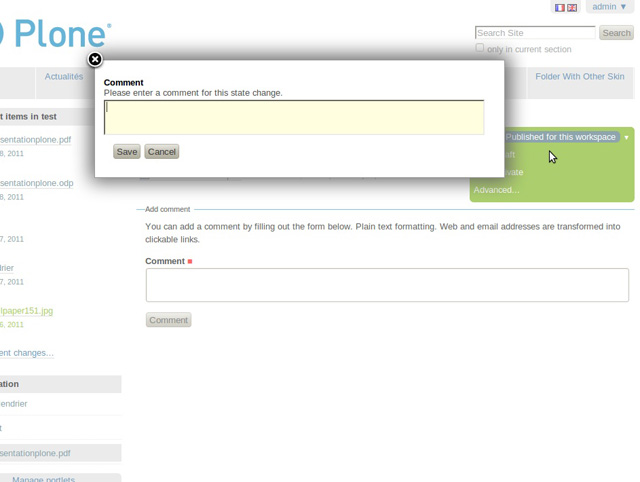 admin ▼
Plone®
Search Site
Search
only in current section
Actualités
Folder With Other Skin
Comment
Please enter a comment for this state change.
Save
Cancel
t items in test
sentationplone.pdf
8, 2011
sentationplone.odp
8, 2011
7, 2011
drier
7, 2011
lpaper151.jpg
6, 2011
ent changes…
ation
endrier
t
sentationplone.pdf
Manage portlets
Published for this workspace ▼
Advanced...
Add comment
You can add a comment by filling out the form below. Plain text formatting. Web and email addresses are transformed into
clickable links.
Comment
Comment